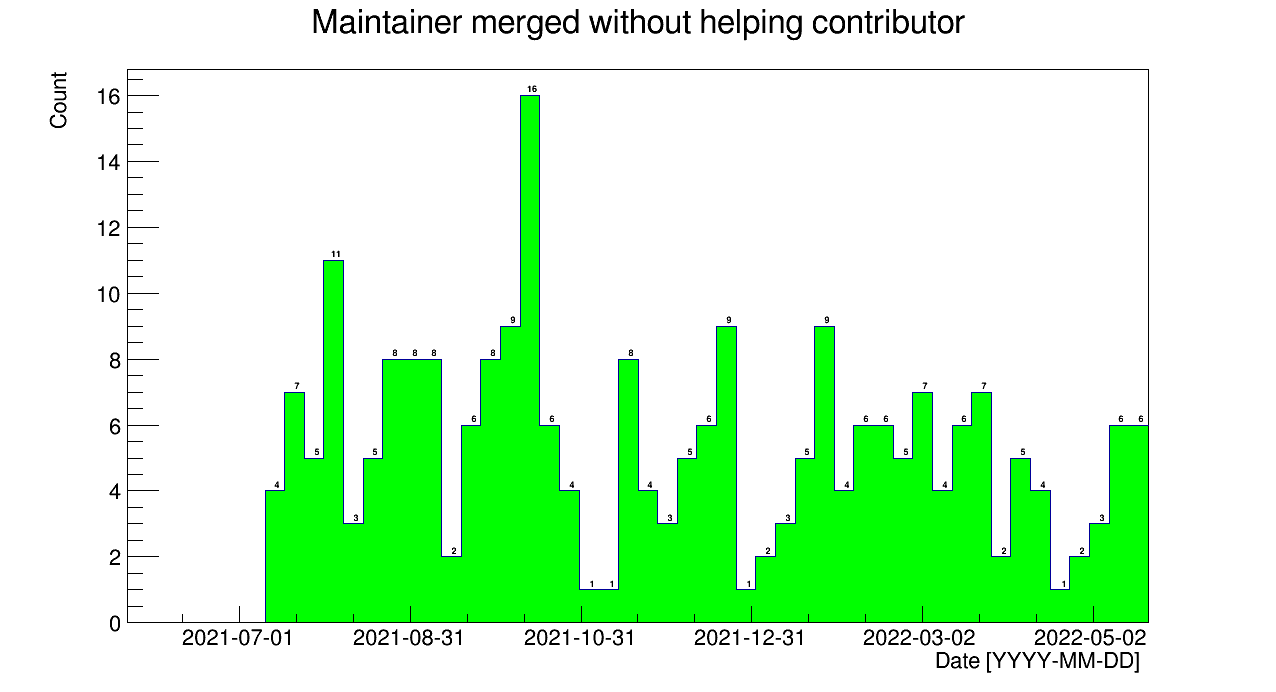 Maintainer merged without helping contributor
Count
16
14
12
10
8
6
4
2
0
4 7 5 11 3 5 8 8 8 2 6 8 9 16 6 4 1 1 8 4 3 5 6 9 1 2 3 5 9 4 6 6 5 7 4 6 7 2 5 4 1 2 3 6 6
2021-07-01 2021-08-31 2021-10-31 2021-12-31 2022-03-02 2022-05-02
Date [YYYY-MM-DD]